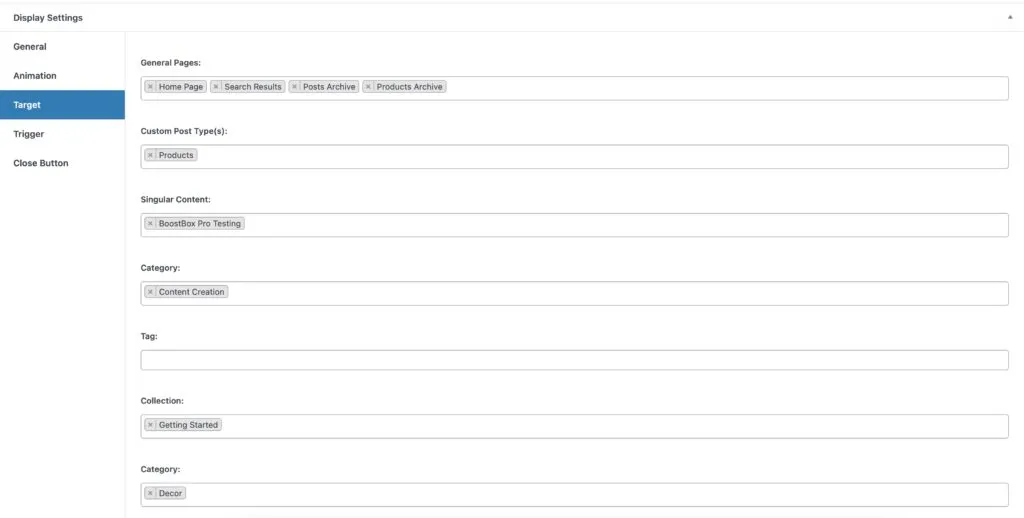 Display Settings
General
Animation
Target
Trigger
Close Button
General Pages:
× Home Page × Search Results × Posts Archive × Products Archive
Custom Post Type(s):
× Products
Singular Content:
× BoostBox Pro Testing
Category:
× Content Creation
Tag:
Collection:
× Getting Started
Category:
× Decor